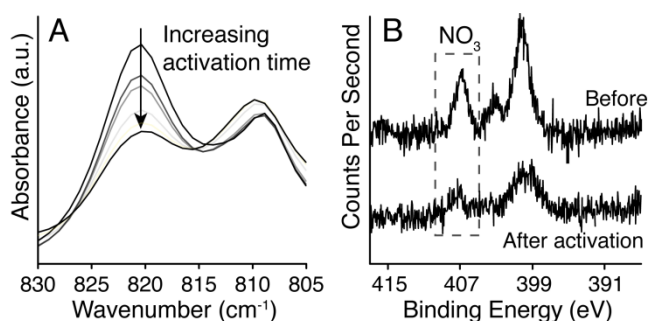 A
Increasing
activation time
Absorbance (a.u.)
830 825 820 815 810 805
Wavenumber (cm⁻¹)
B
NO₃
Before
After activation
Counts Per Second
415 407 399 391
Binding Energy (eV)